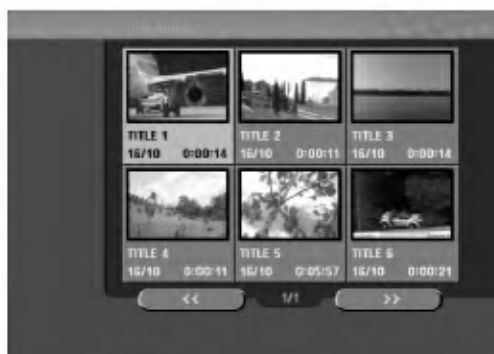 TITLE 1
16/10 0:00:14
TITLE 2
16/10 0:00:11
TITLE 3
16/10 0:00:14
TITLE 4
16/10 0:00:11
TITLE 5
16/10 0:05:57
TITLE 6
16/10 0:00:21
<< 1/1 >>